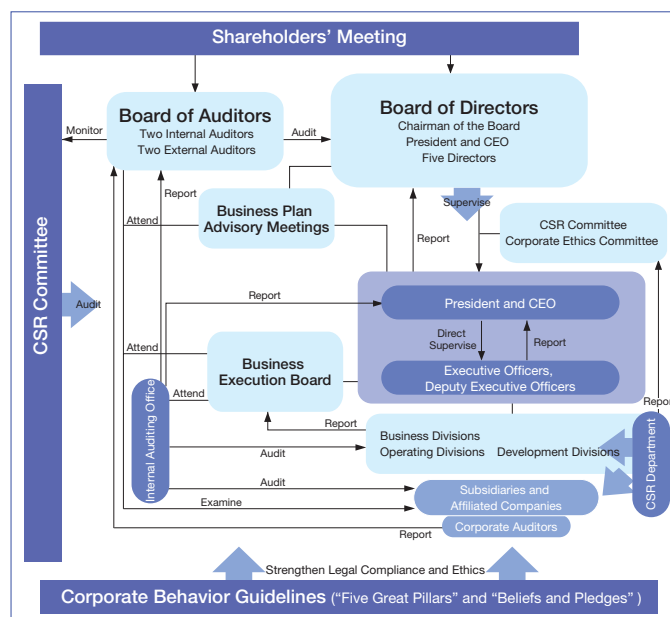 Shareholders' Meeting
CSR Committee
Board of Auditors
Two Internal Auditors
Two External Auditors
Monitor
Audit
Board of Directors
Chairman of the Board
President and CEO
Five Directors
Supervise
Report
Attend
Business Plan
Advisory Meetings
Report
CSR Committee
Corporate Ethics Committee
Audit
Report
President and CEO
Direct
Supervise
Report
Executive Officers,
Deputy Executive Officers
Attend
Business
Execution Board
Attend
Internal Auditing Office
Report
Report
Business Divisions
Operating Divisions
Development Divisions
CSR Department
Audit
Audit
Subsidiaries and
Affiliated Companies
Examine
Corporate Auditors
Report
Strengthen Legal Compliance and Ethics
Corporate Behavior Guidelines ("Five Great Pillars" and "Beliefs and Pledges" )